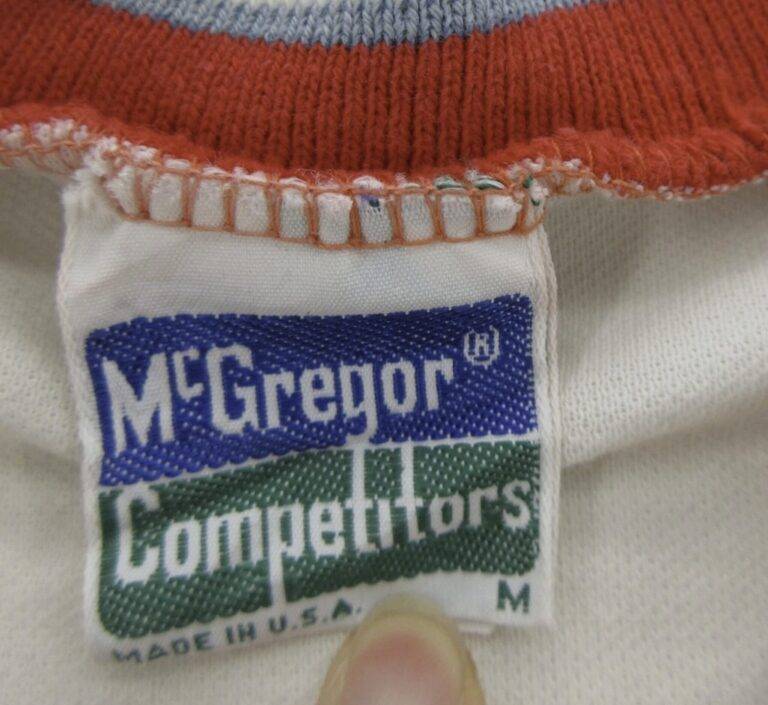 McGregor®
Competitors
M
MADE IN U.S.A.